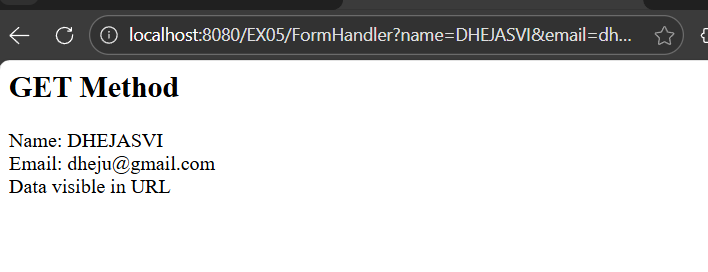 localhost:8080/EX05/FormHandler?name=DHEJASVI&email=dh...
GET Method
Name: DHEJASVI
Email: dheju@gmail.com
Data visible in URL